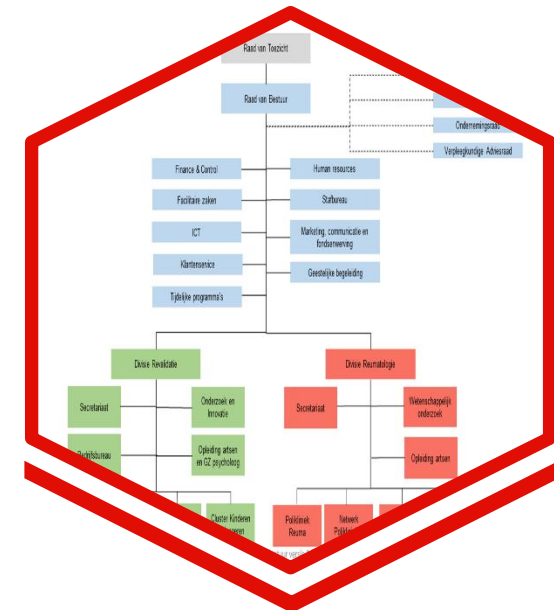 Raad van Toezicht
Raad van Bestuur
Ondernemingsraad
Verpleegkundige Adviesraad
Finance & Control
Human resources
Facilitaire zaken
Stafbureau
ICT
Marketing, communicatie en
fondsenwerving
Klantenservice
Geestelijke begeleiding
Tijdelijke programma's
Divisie Revalidatie
Divisie Reumatologie
Secretariaat
Onderzoek en
Innovatie
Secretariaat
Wetenschappelijk
onderzoek
Opleiding artsen
en GZ psycholoog
Opleiding artsen
Cluster Kinderen
Polikliniek
Reuma
Netwerk